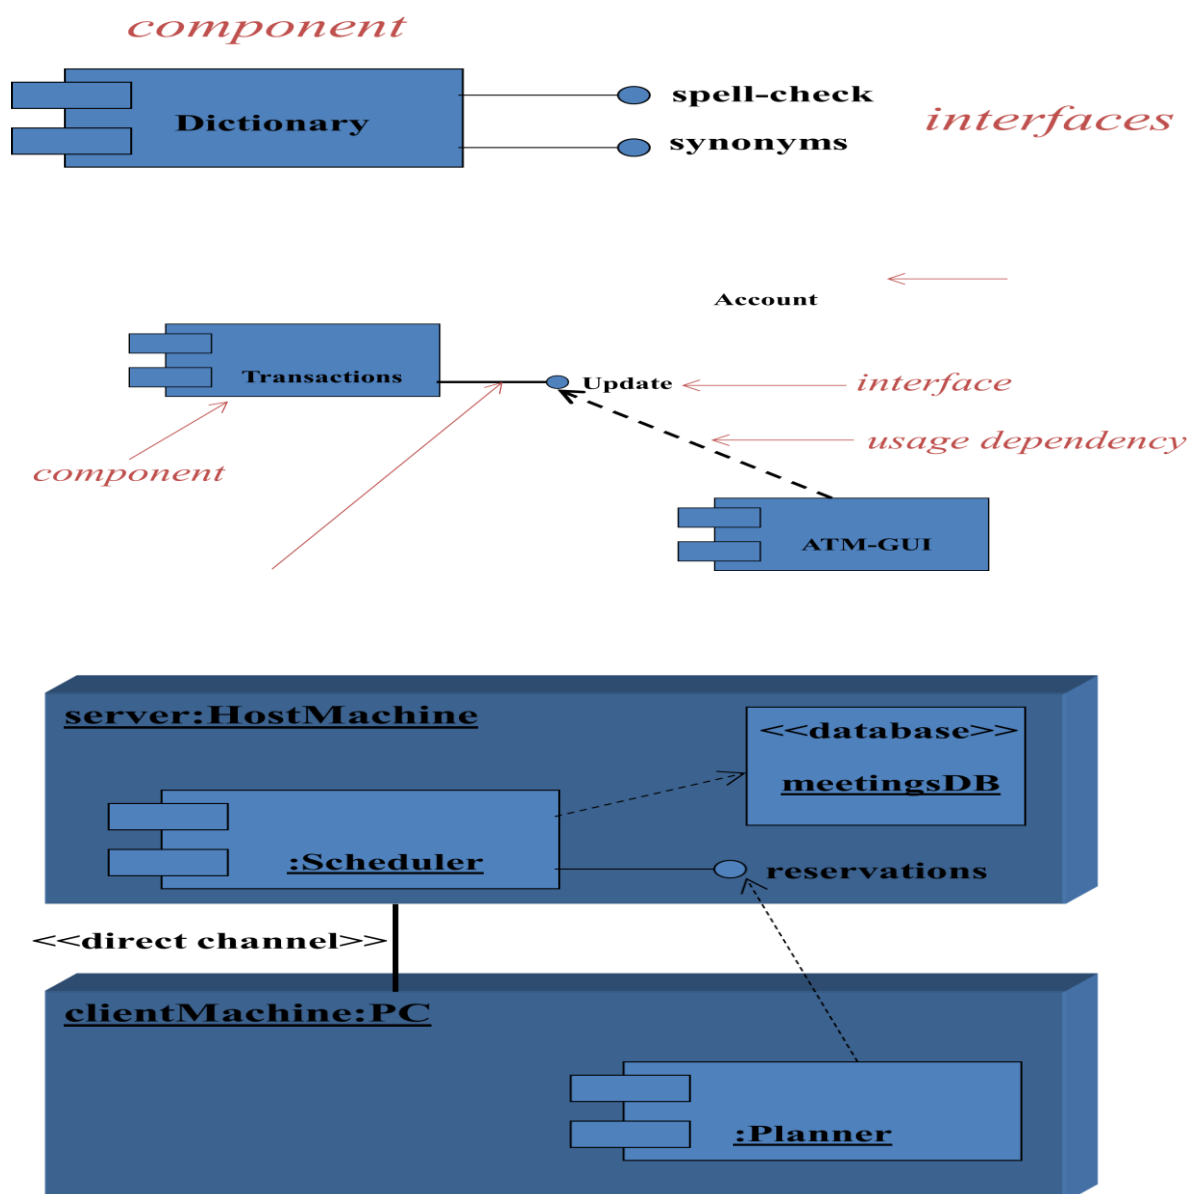 component
Dictionary
spell-check
synonyms
interfaces
Account
Transactions
Update
interface
usage dependency
component
ATM-GUI
server:HostMachine
<<database>>
meetingsDB
:Scheduler
reservations
<<direct channel>>
clientMachine:PC
:Planner